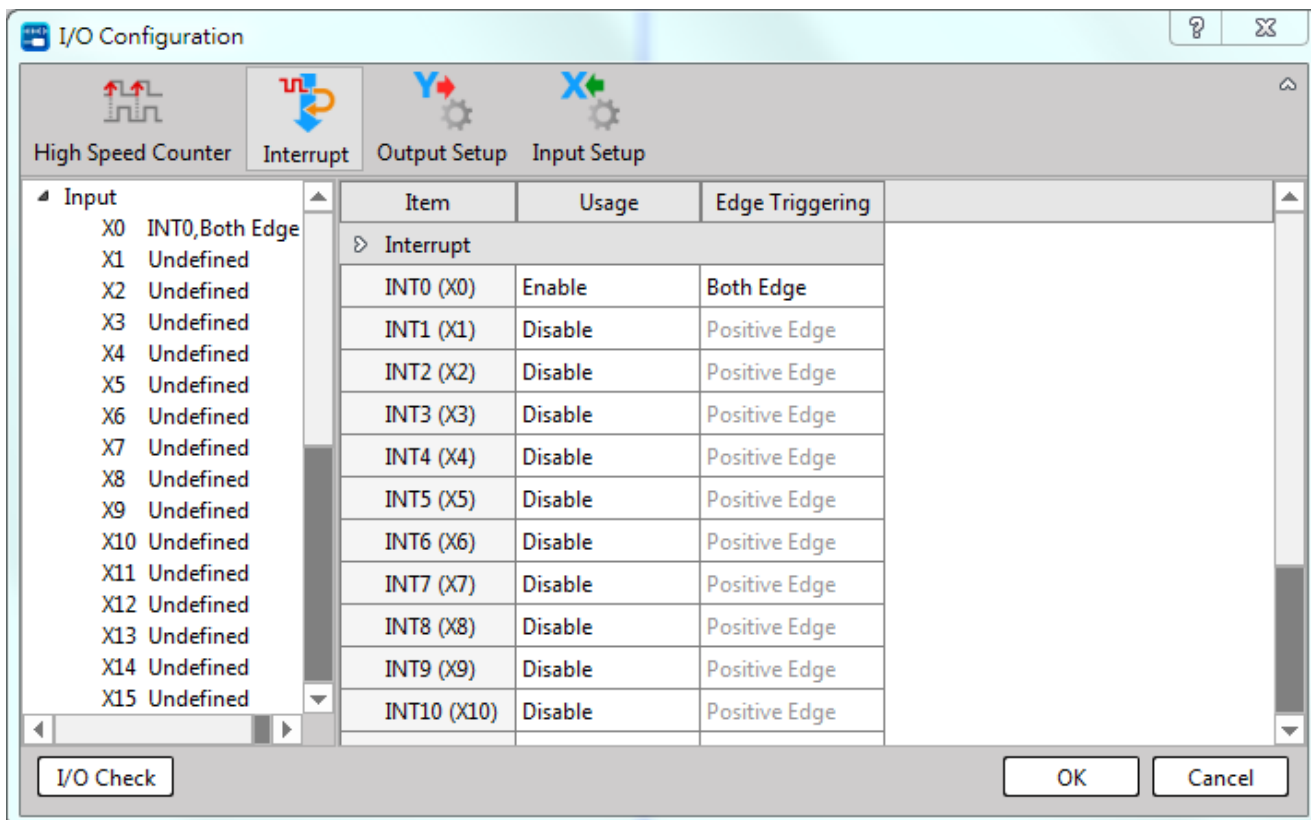 I/O Configuration
High Speed Counter Interrupt Output Setup Input Setup
Input
X0 INT0,Both Edge
X1 Undefined
X2 Undefined
X3 Undefined
X4 Undefined
X5 Undefined
X6 Undefined
X7 Undefined
X8 Undefined
X9 Undefined
X10 Undefined
X11 Undefined
X12 Undefined
X13 Undefined
X14 Undefined
X15 Undefined
Item Usage Edge Triggering
Interrupt
INT0 (X0) Enable Both Edge
INT1 (X1) Disable Positive Edge
INT2 (X2) Disable Positive Edge
INT3 (X3) Disable Positive Edge
INT4 (X4) Disable Positive Edge
INT5 (X5) Disable Positive Edge
INT6 (X6) Disable Positive Edge
INT7 (X7) Disable Positive Edge
INT8 (X8) Disable Positive Edge
INT9 (X9) Disable Positive Edge
INT10 (X10) Disable Positive Edge
I/O Check OK Cancel